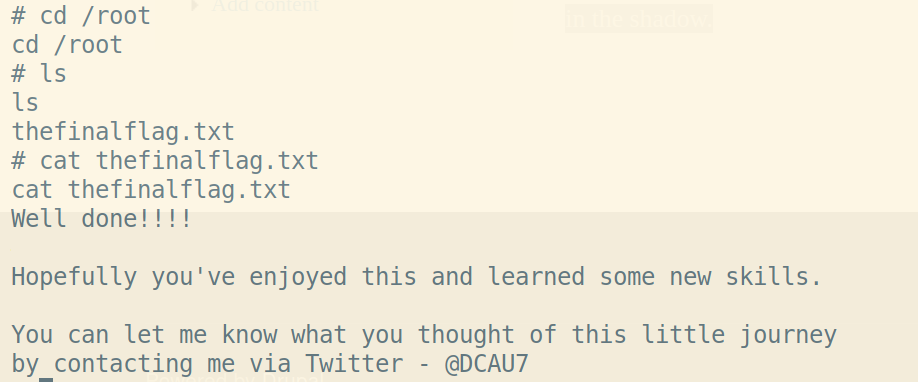 Add content
in the shadow
# cd /root
cd /root
# ls
ls
thefinalflag.txt
# cat thefinalflag.txt
cat thefinalflag.txt
Well done!!!!
Hopefully you've enjoyed this and learned some new skills.
You can let me know what you thought of this little journey
by contacting me via Twitter - @DCAU7